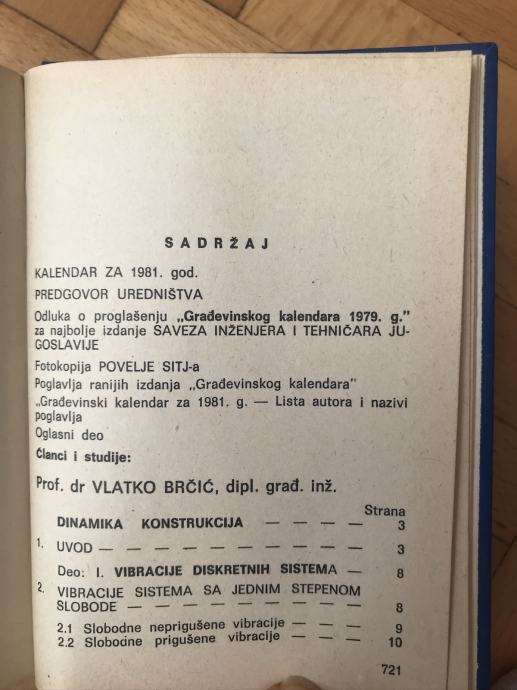 SADRŽAJ
KALENDAR ZA 1981. god.
PREDGOVOR UREDNIŠTVA
Odluka o proglašenju „Građevinskog kalendara 1979. g.”
za najbolje izdanje SAVEZA INŽENJERA I TEHNIČARA JU-
GOSLAVIJE
Fotokopija POVELJE SITJ-a
Poglavlja ranijih izdanja „Građevinskog kalendara”
„Građevinski kalendar za 1981. g. — Lista autora i nazivi
poglavlja
Oglasni deo
Članci i studije:
Prof. dr VLATKO BRČIĆ, dipl. građ. inž.
Strana
DINAMIKA KONSTRUKCIJA — — — — 3
1. UVOD — — — — — — — — — — 3
Deo: I. VIBRACIJE DISKRETNIH SISTEMA — 8
2. VIBRACIJE SISTEMA SA JEDNIM STEPENOM
SLOBODE — — — — — — — — — 8
2.1 Slobodne neprigušene vibracije — — — — 9
2.2 Slobodne prigušene vibracije — — — — 10
721